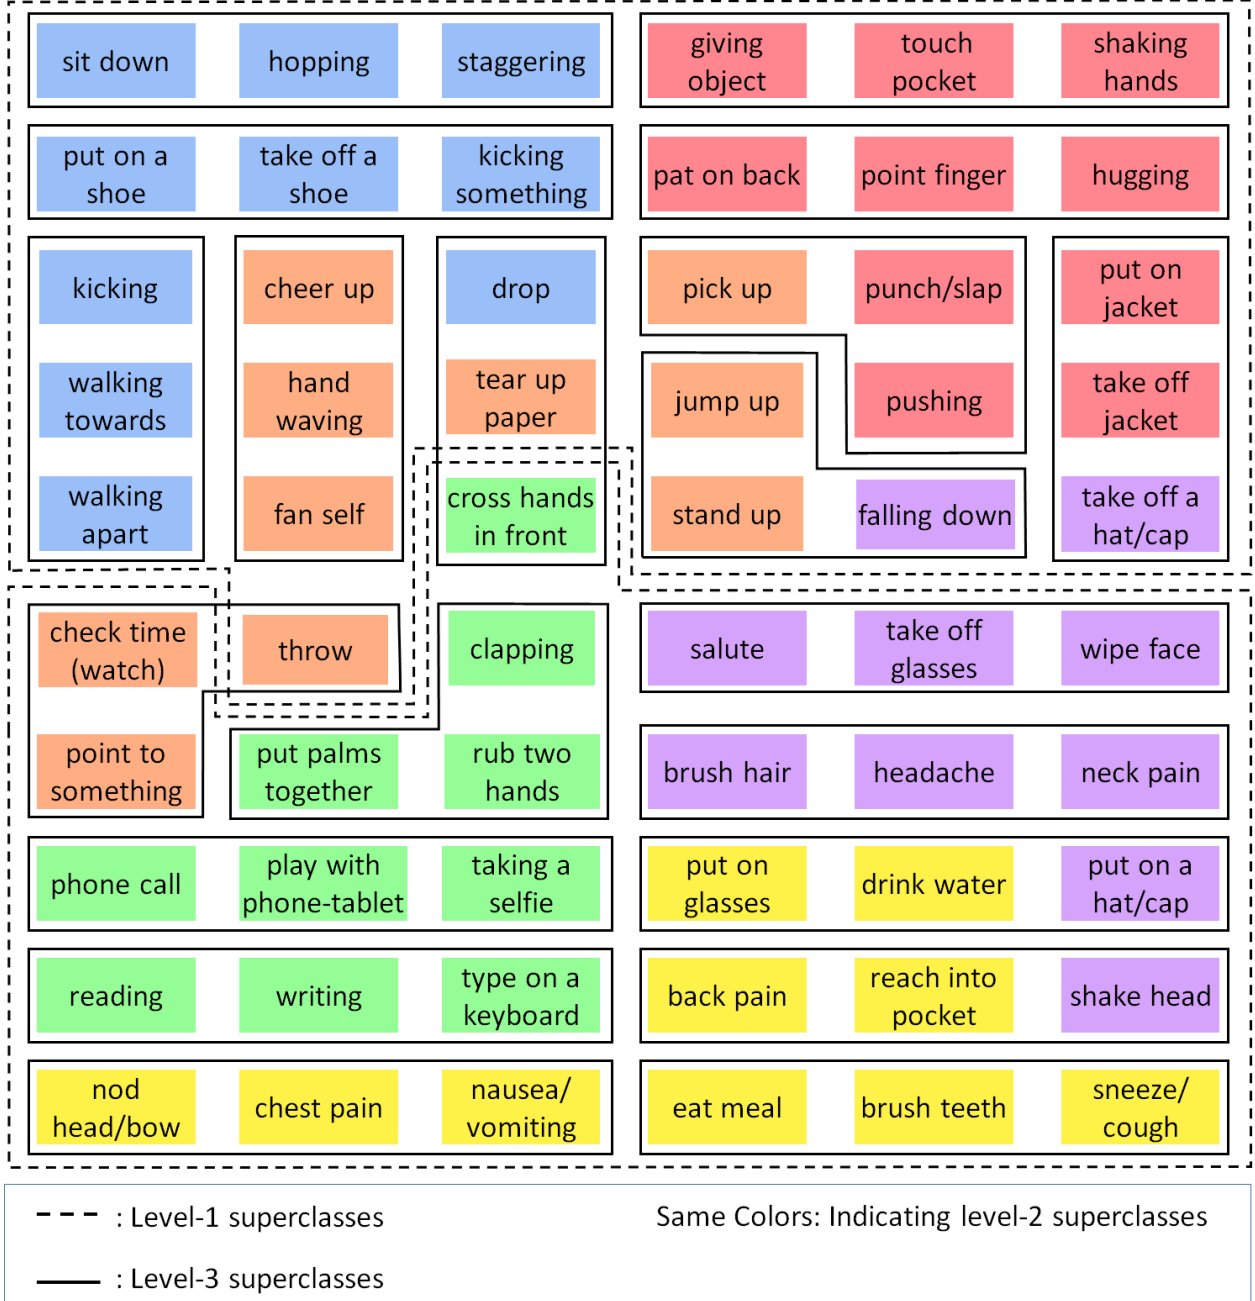 sit down
hopping
staggering
giving
object
touch
pocket
shaking
hands
put on a
shoe
take off a
shoe
kicking
something
pat on back
point finger
hugging
kicking
cheer up
drop
pick up
punch/slap
put on
jacket
walking
towards
hand
waving
tear up
paper
jump up
pushing
take off
jacket
walking
apart
fan self
cross hands
in front
stand up
falling down
take off a
hat/cap
check time
(watch)
throw
clapping
salute
take off
glasses
wipe face
point to
something
put palms
together
rub two
hands
brush hair
headache
neck pain
phone call
play with
phone-tablet
taking a
selfie
put on
glasses
drink water
put on a
hat/cap
reading
writing
type on a
keyboard
back pain
reach into
pocket
shake head
nod
head/bow
chest pain
nausea/
vomiting
eat meal
brush teeth
sneeze/
cough
: Level-1 superclasses
Same Colors: Indicating level-2 superclasses
: Level-3 superclasses